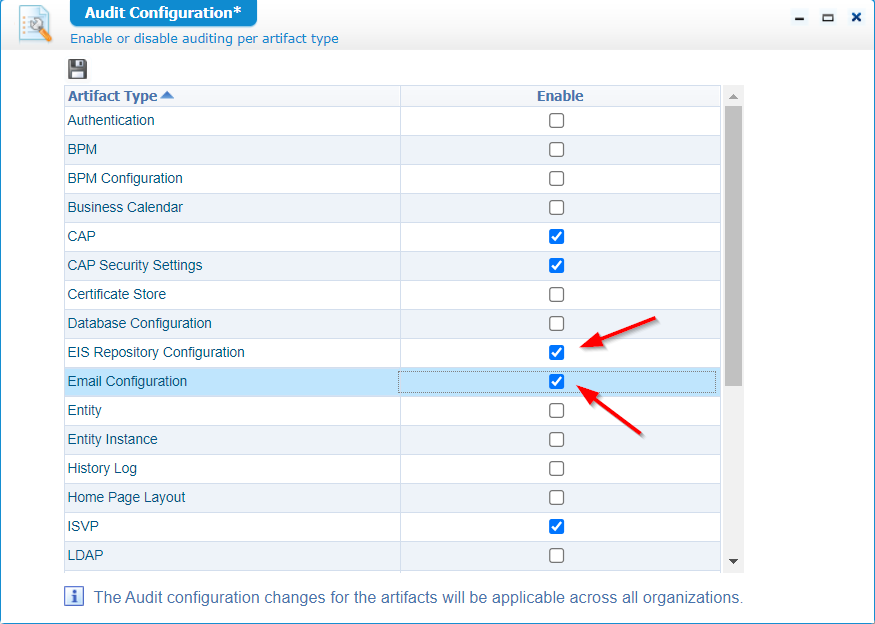 Audit Configuration*
Enable or disable auditing per artifact type
Artifact Type Enable
Authentication
BPM
BPM Configuration
Business Calendar
CAP
CAP Security Settings
Certificate Store
Database Configuration
EIS Repository Configuration
Email Configuration
Entity
Entity Instance
History Log
Home Page Layout
ISVP
LDAP
The Audit configuration changes for the artifacts will be applicable across all organizations.